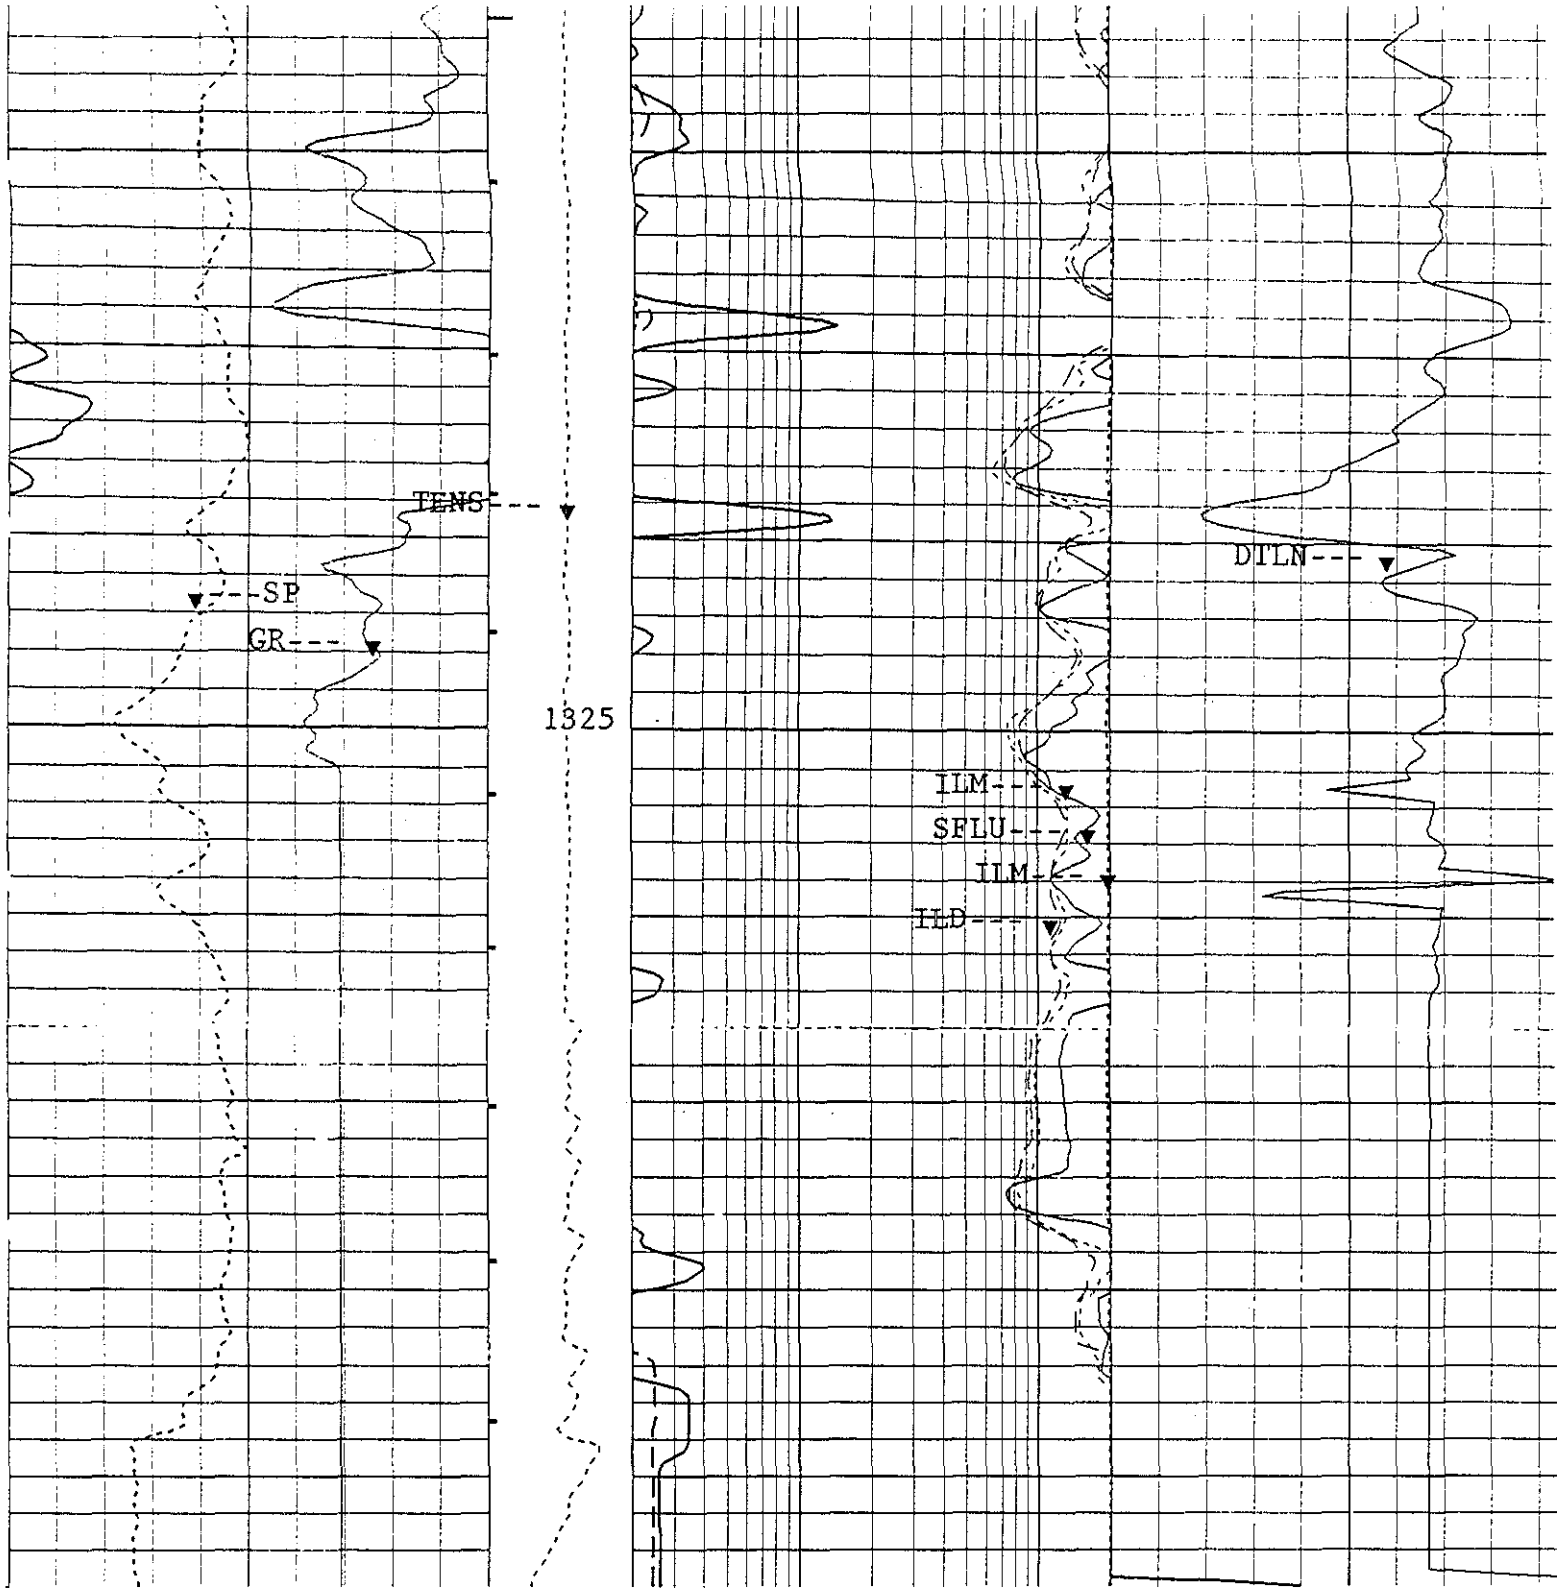 TENS---
DTLN---
---SP
GR---
1325
ILM---
SFLU---
ILM---
ILD---